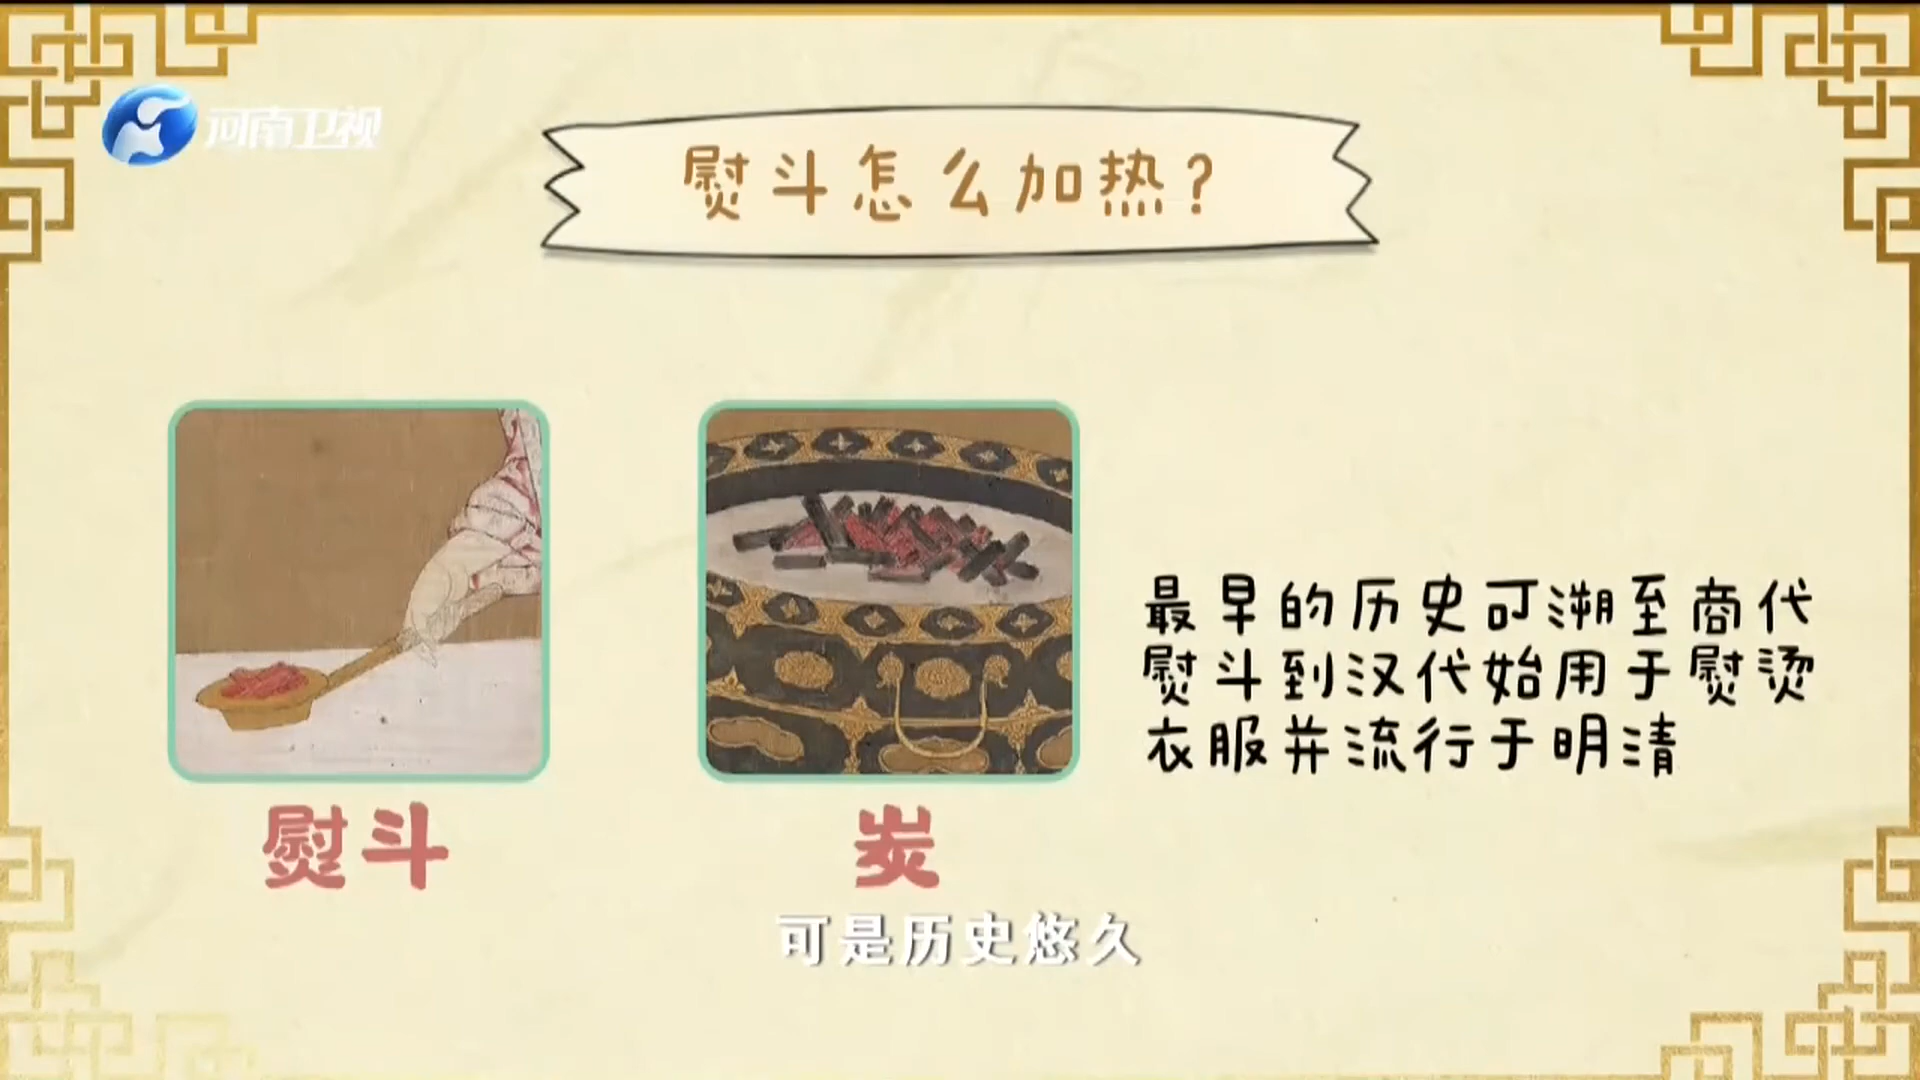 河南卫视
熨斗怎么加热?
最早的历史可溯至商代
熨斗到汉代始用于熨烫
衣服并流行于明清
熨斗
炭
可是历史悠久